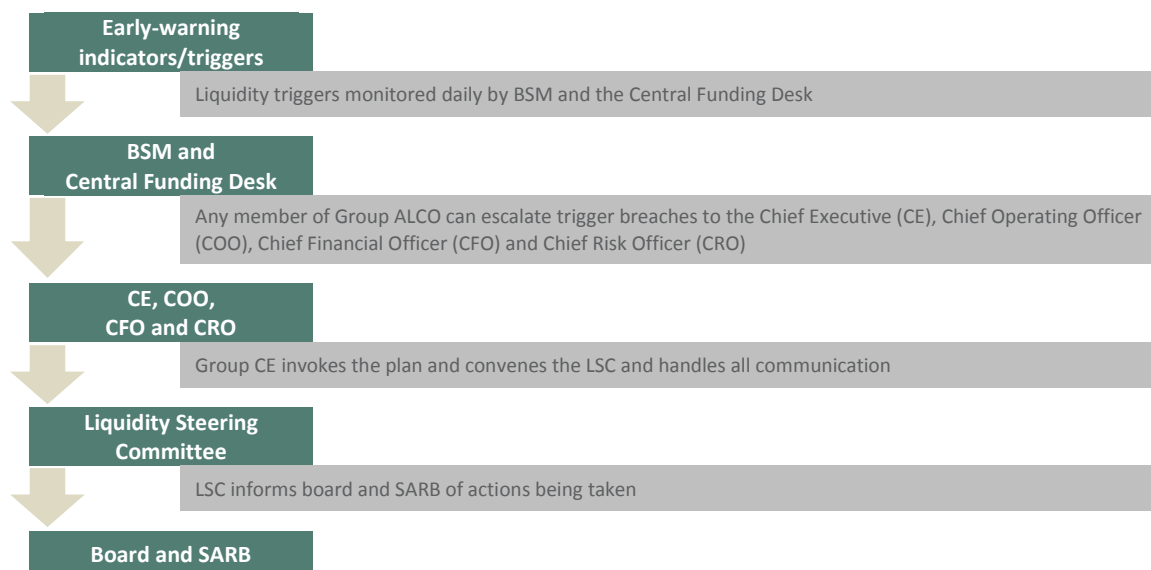 Early-warning
indicators/triggers
Liquidity triggers monitored daily by BSM and the Central Funding Desk
BSM and
Central Funding Desk
Any member of Group ALCO can escalate trigger breaches to the Chief Executive (CE), Chief Operating Officer
(COO), Chief Financial Officer (CFO) and Chief Risk Officer (CRO)
CE, COO,
CFO and CRO
Group CE invokes the plan and convenes the LSC and handles all communication
Liquidity Steering
Committee
LSC informs board and SARB of actions being taken
Board and SARB